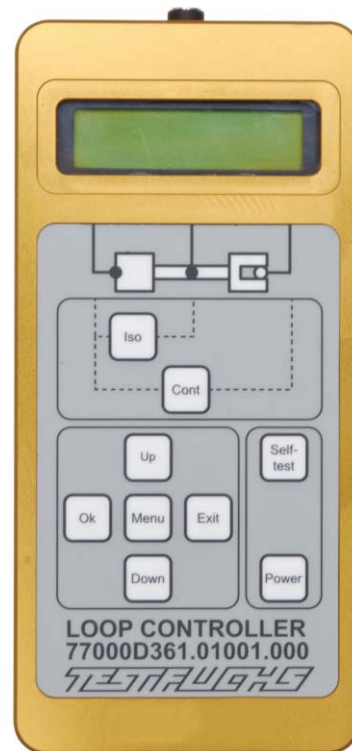 Iso
Cont
Up
Self-
test
Ok
Menu
Exit
Down
Power
LOOP CONTROLLER
77000D361.01001.000
TESTFUCHS